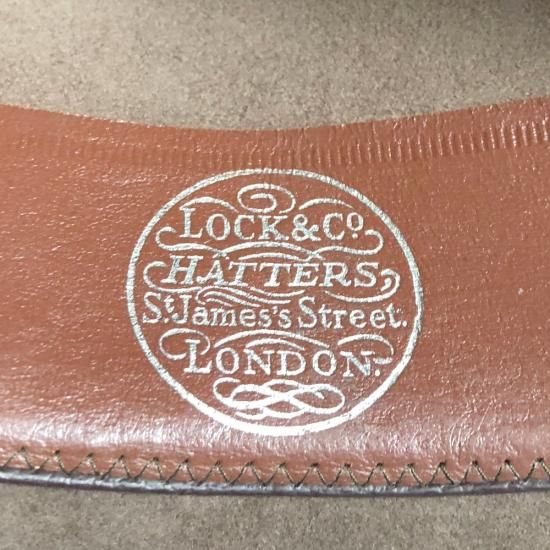 LOCK & Co.
HATTERS,
St. James's Street.
LONDON.